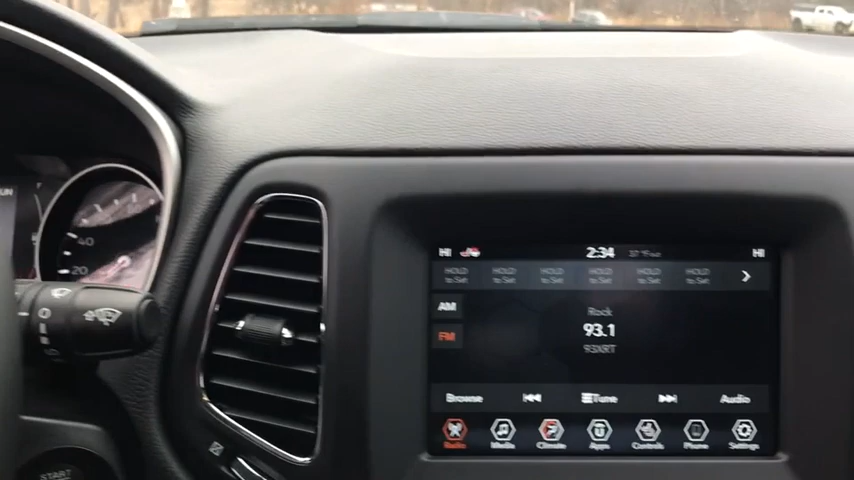 HI 2:34 37 °F HI
HOLD to Set HOLD to Set HOLD to Set HOLD to Set HOLD to Set HOLD to Set
AM
Rock
FM
93.1
93XRT
Browse Tune Audio
Radio Media Climate Apps Controls Phone Settings
40
20
START